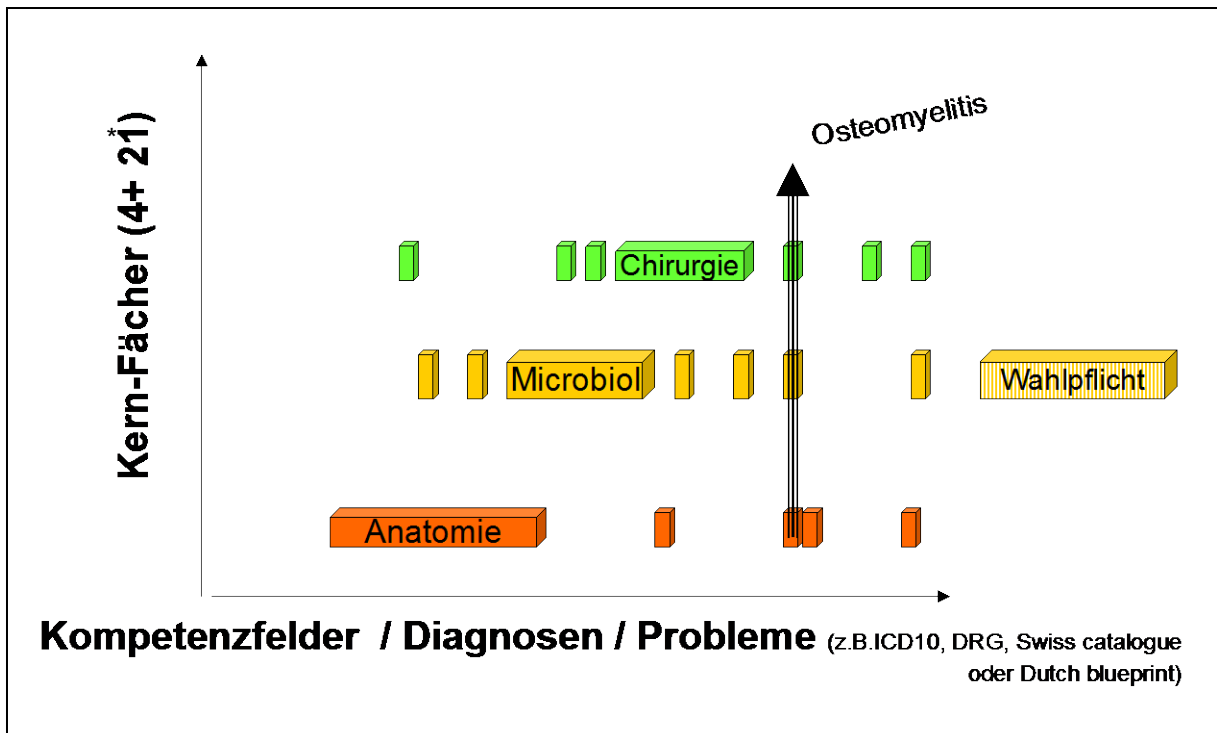 Kern-Fächer (4+ 21*)
Osteomyelitis
Chirurgie
Microbiol
Wahlpflicht
Anatomie
Kompetenzfelder / Diagnosen / Probleme (z.B.ICD10, DRG, Swiss catalogue
oder Dutch blueprint)